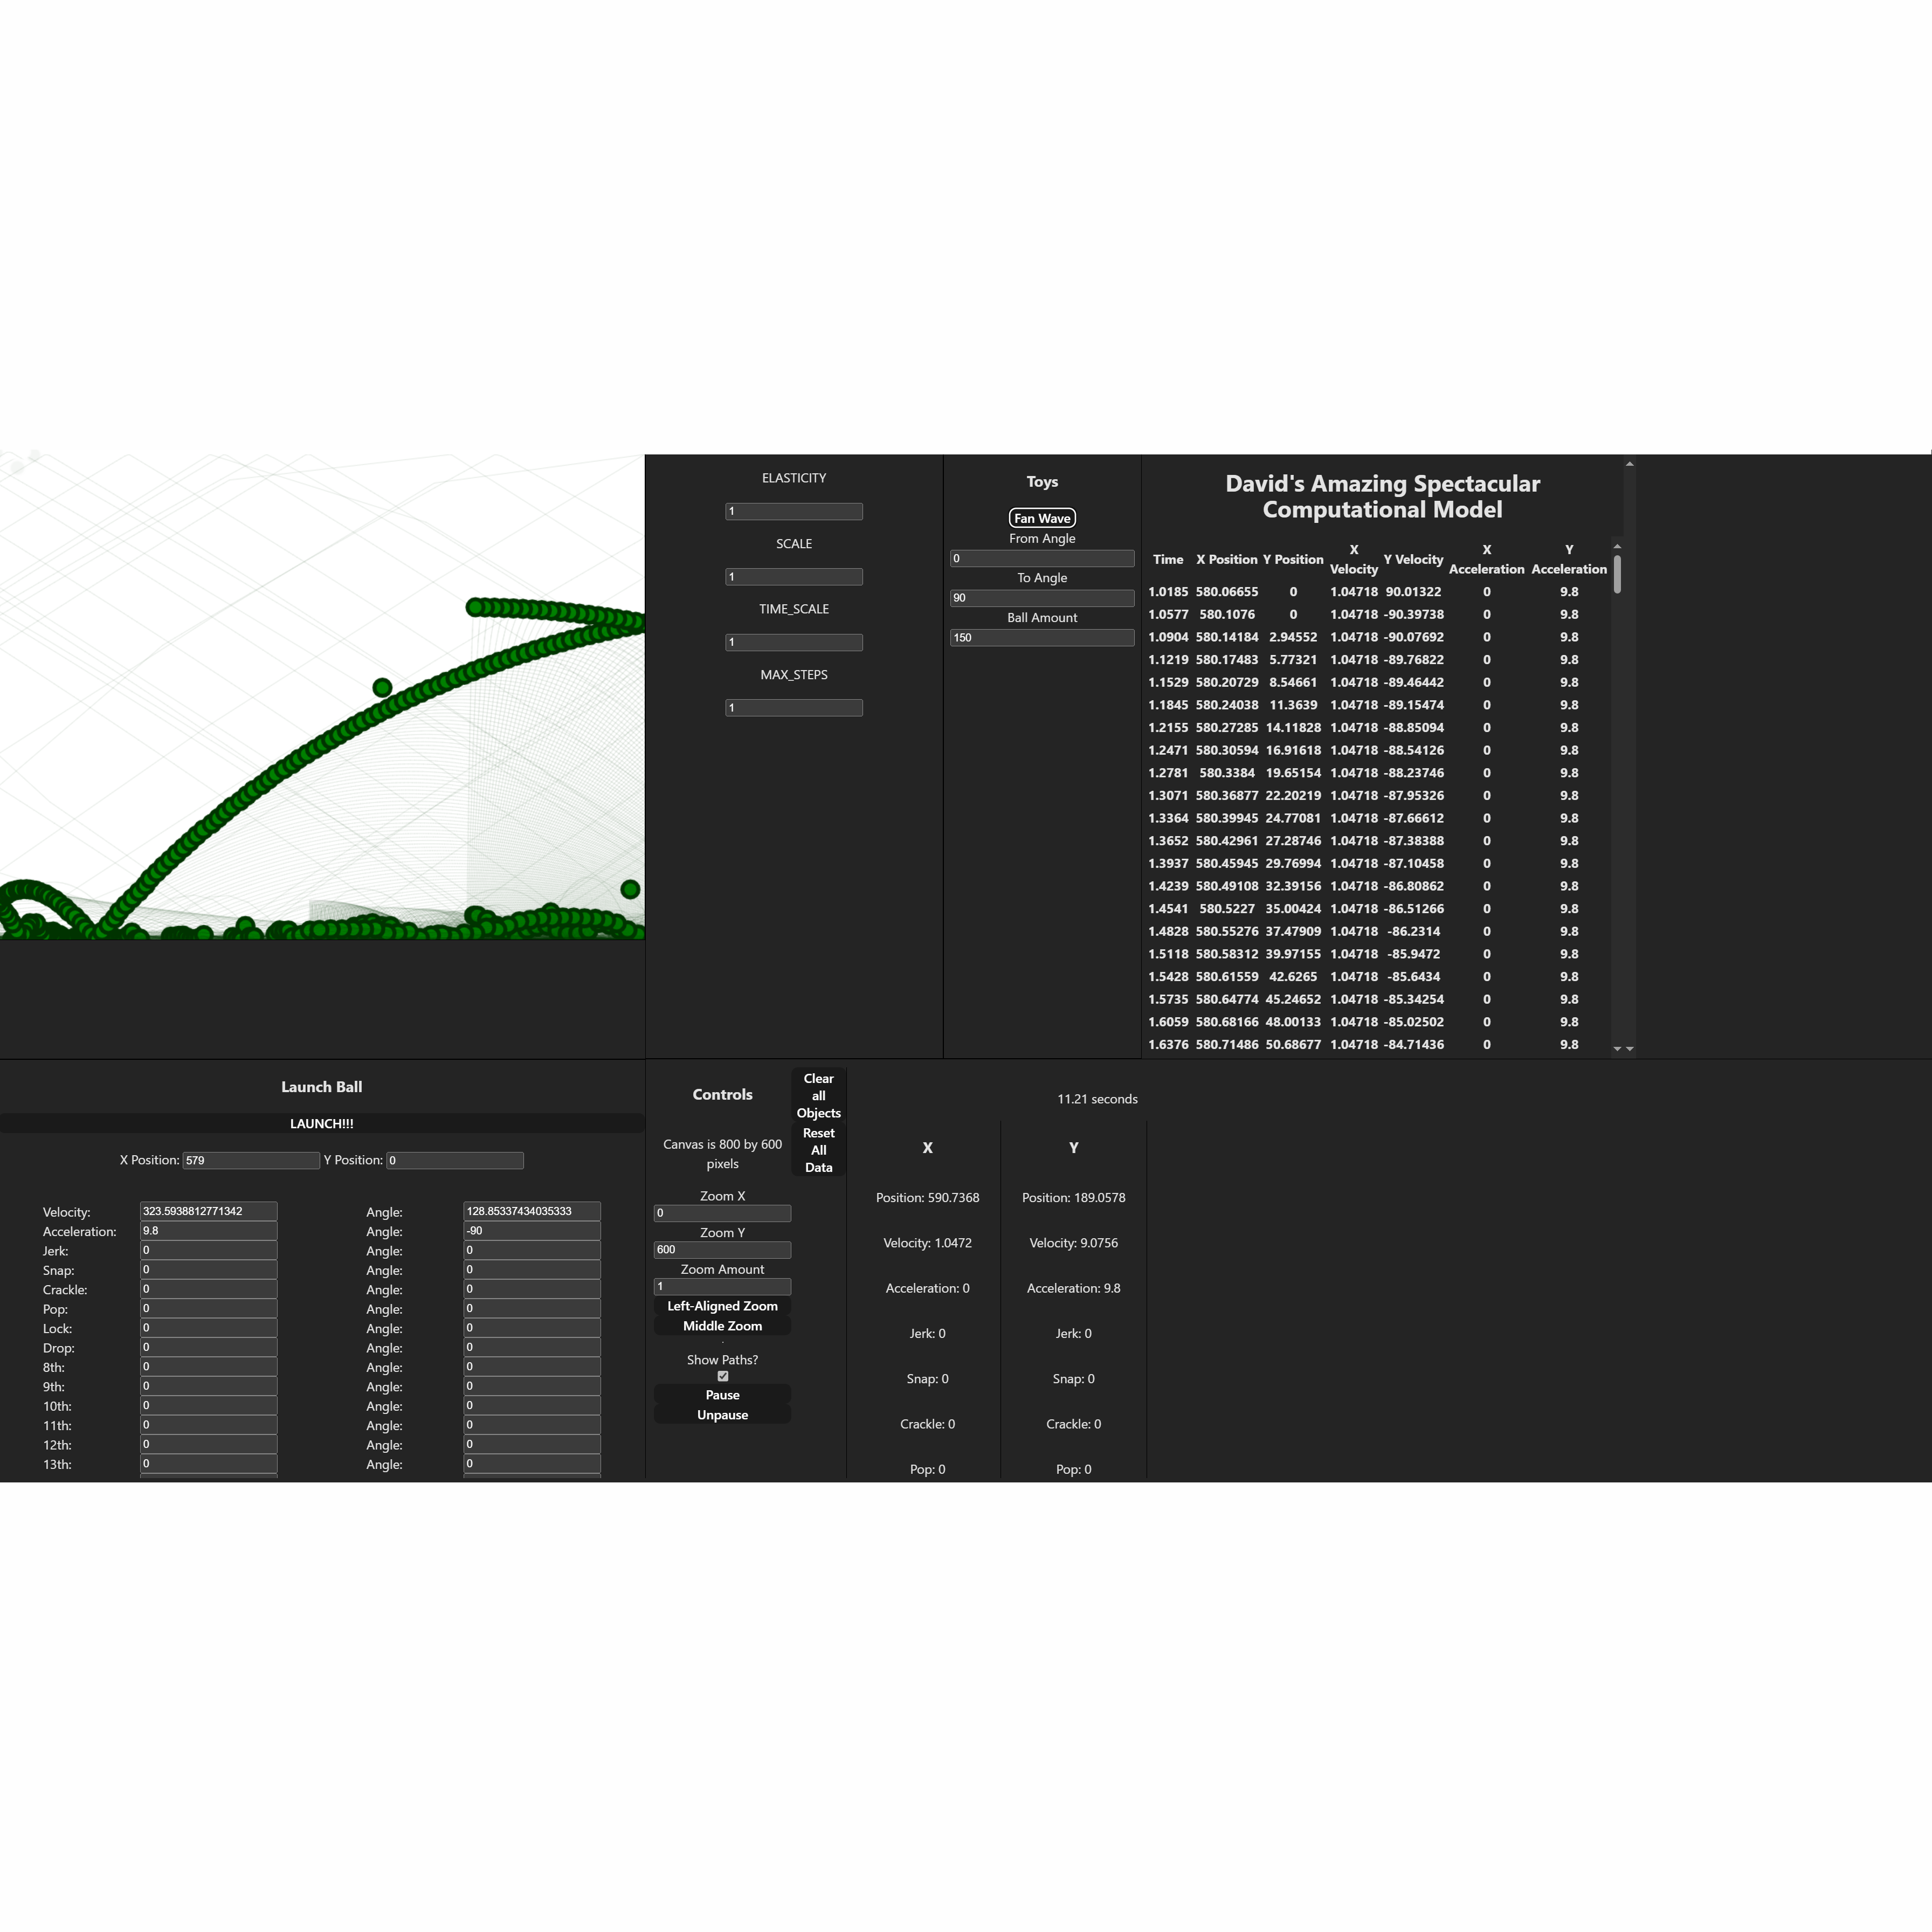 ELASTICITY
1
SCALE
1
TIME_SCALE
1
MAX_STEPS
1
Toys
Fan Wave
From Angle
0
To Angle
90
Ball Amount
150
David's Amazing Spectacular
Computational Model
Time X Position Y Position X Velocity Y Velocity X Acceleration Y Acceleration
1.0185 580.06655 0 1.04718 90.01322 0 9.8
1.0577 580.1076 0 1.04718 -90.39738 0 9.8
1.0904 580.14184 2.94552 1.04718 -90.07692 0 9.8
1.1219 580.17483 5.77321 1.04718 -89.76822 0 9.8
1.1529 580.20729 8.54661 1.04718 -89.46442 0 9.8
1.1845 580.24038 11.3639 1.04718 -89.15474 0 9.8
1.2155 580.27285 14.11828 1.04718 -88.85094 0 9.8
1.2471 580.30594 16.91618 1.04718 -88.54126 0 9.8
1.2781 580.3384 19.65154 1.04718 -88.23746 0 9.8
1.3071 580.36877 22.20219 1.04718 -87.95326 0 9.8
1.3364 580.39945 24.77081 1.04718 -87.66612 0 9.8
1.3652 580.42961 27.28746 1.04718 -87.38388 0 9.8
1.3937 580.45945 29.76994 1.04718 -87.10458 0 9.8
1.4239 580.49108 32.39156 1.04718 -86.80862 0 9.8
1.4541 580.5227 35.00424 1.04718 -86.51266 0 9.8
1.4828 580.55276 37.47909 1.04718 -86.2314 0 9.8
1.5118 580.58312 39.97155 1.04718 -85.9472 0 9.8
1.5428 580.61559 42.6265 1.04718 -85.6434 0 9.8
1.5735 580.64774 45.24652 1.04718 -85.34254 0 9.8
1.6059 580.68166 48.00133 1.04718 -85.02502 0 9.8
1.6376 580.71486 50.68677 1.04718 -84.71436 0 9.8
Launch Ball
LAUNCH!!!
X Position: 579 Y Position: 0
Velocity: 323.5938812771342 Angle: 128.85337434035333
Acceleration: 9.8 Angle: -90
Jerk: 0 Angle: 0
Snap: 0 Angle: 0
Crackle: 0 Angle: 0
Pop: 0 Angle: 0
Lock: 0 Angle: 0
Drop: 0 Angle: 0
8th: 0 Angle: 0
9th: 0 Angle: 0
10th: 0 Angle: 0
11th: 0 Angle: 0
12th: 0 Angle: 0
13th: 0 Angle: 0
Controls
Canvas is 800 by 600
pixels
Zoom X
0
Zoom Y
600
Zoom Amount
1
Left-Aligned Zoom
Middle Zoom
.
Show Paths?
Pause
Unpause
Clear
all
Objects
Reset
All
Data
11.21 seconds
X
Position: 590.7368
Velocity: 1.0472
Acceleration: 0
Jerk: 0
Snap: 0
Crackle: 0
Pop: 0
Y
Position: 189.0578
Velocity: 9.0756
Acceleration: 9.8
Jerk: 0
Snap: 0
Crackle: 0
Pop: 0